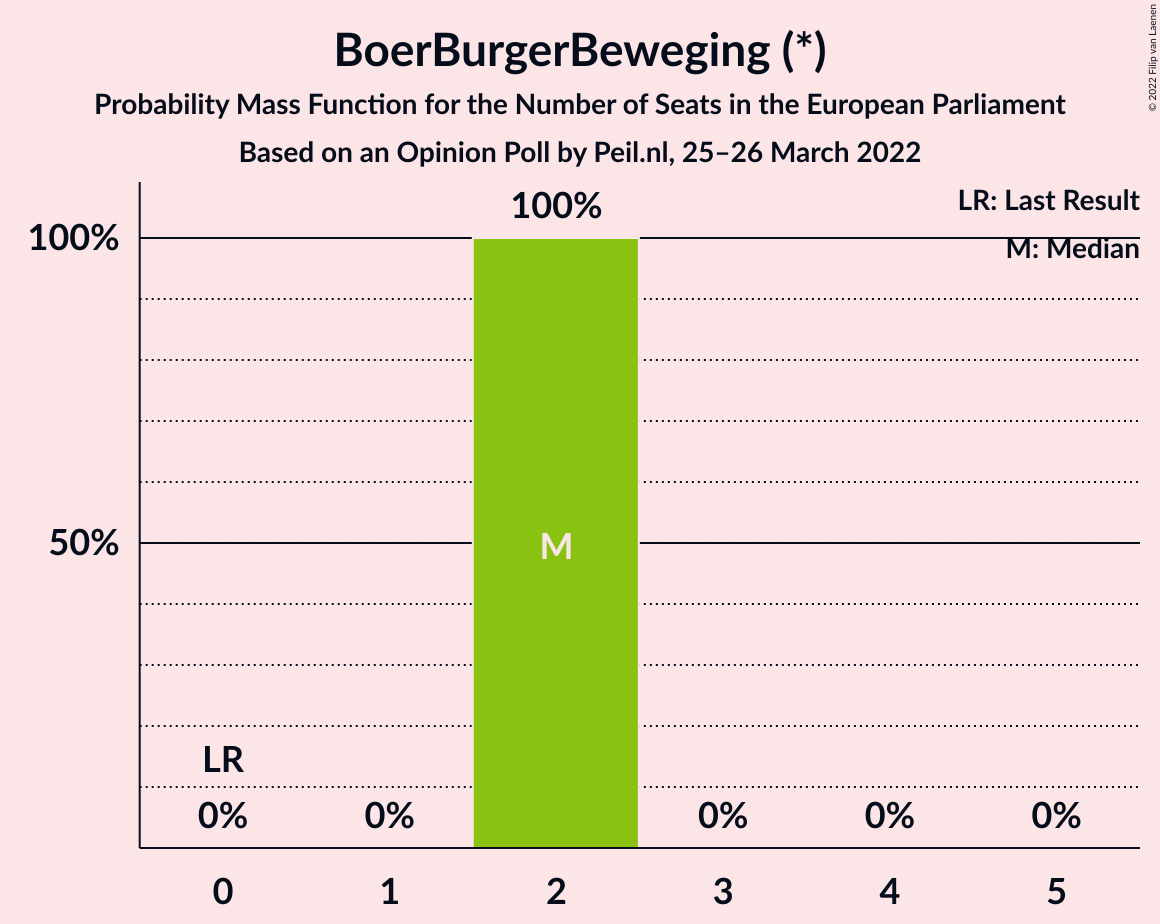 BoerBurgerBeweging (*)
Probability Mass Function for the Number of Seats in the European Parliament
Based on an Opinion Poll by Peil.nl, 25–26 March 2022
© 2022 Filip van Laenen
LR: Last Result
M: Median
100%
100%
50%
M
LR
0%
0%
0%
0%
0%
0
1
2
3
4
5